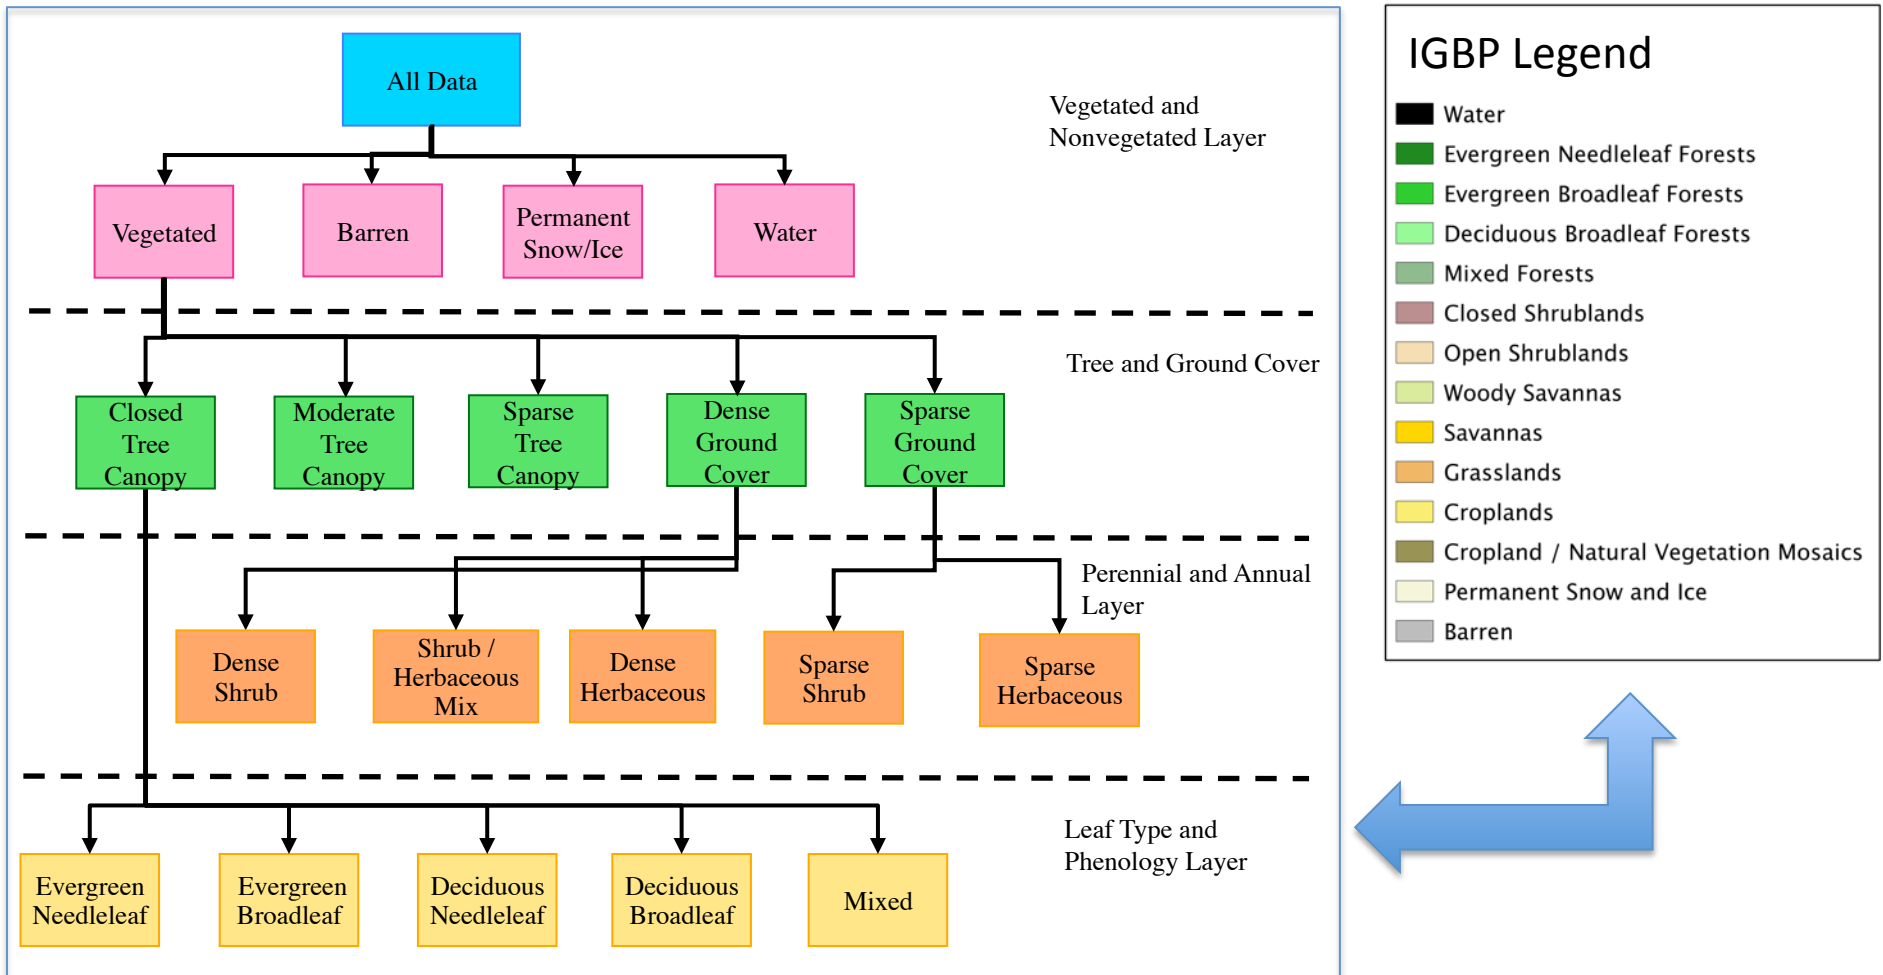 All Data
Vegetated and
Nonvegetated Layer
Vegetated
Barren
Permanent
Snow/Ice
Water
Tree and Ground Cover
Closed
Tree
Canopy
Moderate
Tree
Canopy
Sparse
Tree
Canopy
Dense
Ground
Cover
Sparse
Ground
Cover
Perennial and Annual
Layer
Dense
Shrub
Shrub /
Herbaceous
Mix
Dense
Herbaceous
Sparse
Shrub
Sparse
Herbaceous
Leaf Type and
Phenology Layer
Evergreen
Needleleaf
Evergreen
Broadleaf
Deciduous
Needleleaf
Deciduous
Broadleaf
Mixed
IGBP Legend
Water
Evergreen Needleleaf Forests
Evergreen Broadleaf Forests
Deciduous Broadleaf Forests
Mixed Forests
Closed Shrublands
Open Shrublands
Woody Savannas
Savannas
Grasslands
Croplands
Cropland / Natural Vegetation Mosaics
Permanent Snow and Ice
Barren